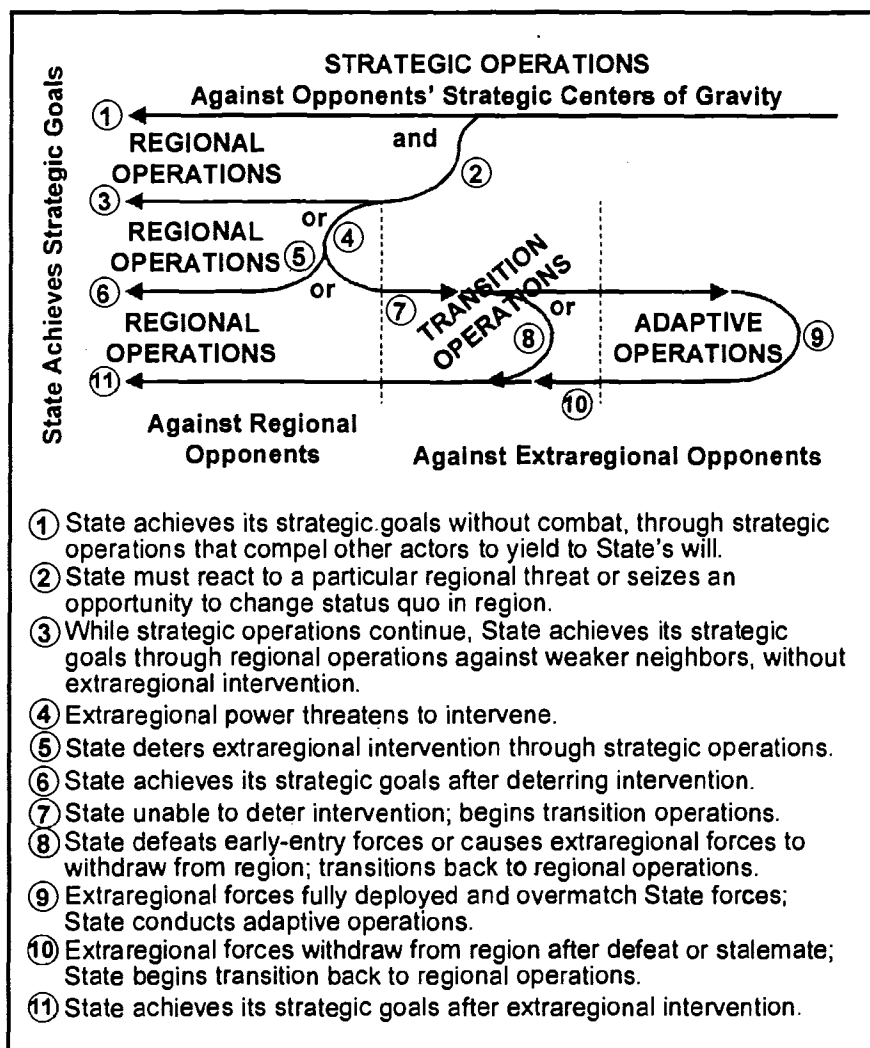 STRATEGIC OPERATIONS
Against Opponents' Strategic Centers of Gravity
State Achieves Strategic Goals
①
REGIONAL
OPERATIONS
and
②
③
REGIONAL
OPERATIONS
or
④
⑤
⑥
or
⑦
TRANSITION
OPERATIONS
or
⑧
REGIONAL
OPERATIONS
ADAPTIVE
OPERATIONS
⑨
⑪
⑩
Against Regional
Opponents
Against Extraregional Opponents
① State achieves its strategic goals without combat, through strategic
operations that compel other actors to yield to State's will.
② State must react to a particular regional threat or seizes an
opportunity to change status quo in region.
③ While strategic operations continue, State achieves its strategic
goals through regional operations against weaker neighbors, without
extraregional intervention.
④ Extraregional power threatens to intervene.
⑤ State deters extraregional intervention through strategic operations.
⑥ State achieves its strategic goals after deterring intervention.
⑦ State unable to deter intervention; begins transition operations.
⑧ State defeats early-entry forces or causes extraregional forces to
withdraw from region; transitions back to regional operations.
⑨ Extraregional forces fully deployed and overmatch State forces;
State conducts adaptive operations.
⑩ Extraregional forces withdraw from region after defeat or stalemate;
State begins transition back to regional operations.
⑪ State achieves its strategic goals after extraregional intervention.